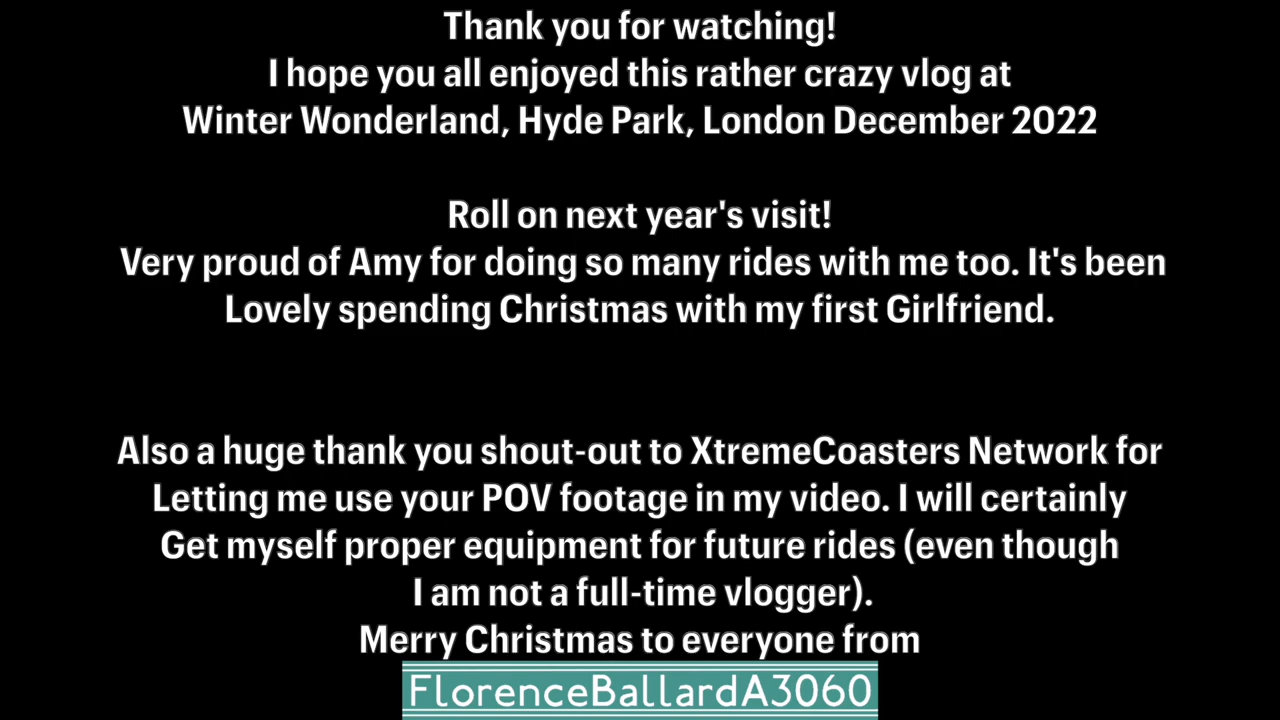 Thank you for watching!
I hope you all enjoyed this rather crazy vlog at
Winter Wonderland, Hyde Park, London December 2022
Roll on next year's visit!
Very proud of Amy for doing so many rides with me too. It's been
Lovely spending Christmas with my first Girlfriend.
Also a huge thank you shout-out to XtremeCoasters Network for
Letting me use your POV footage in my video. I will certainly
Get myself proper equipment for future rides (even though
I am not a full-time vlogger).
Merry Christmas to everyone from
FlorenceBallardA3060